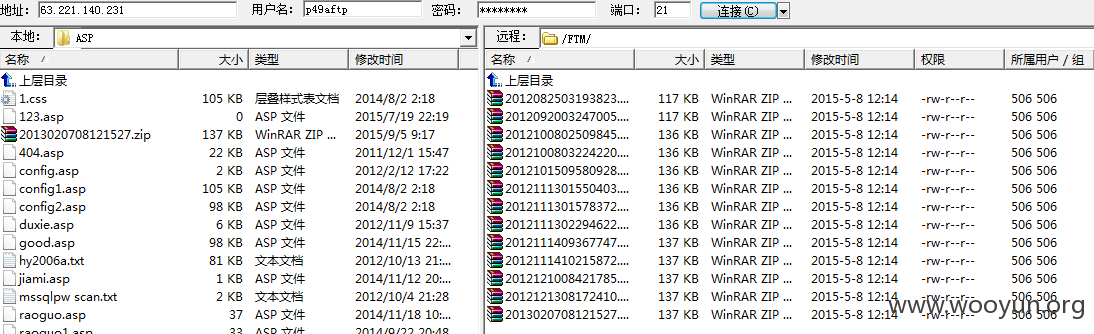 地址: 63.221.140.231 用户名: p49aftp 密码: ******** 端口: 21 连接(C)
本地: ASP 远程: /FTM/
名称 大小 类型 修改时间 名称 大小 类型 修改时间 权限 所属用户 / 组
上层目录 上层目录
1.css 105 KB 层叠样式表文档 2014/8/2 2:18 2012082503193823.... 117 KB WinRAR ZIP ... 2015-5-8 12:14 -rw-r--r-- 506 506
123.asp 0 ASP 文件 2015/7/19 22:19 2012092003247005.... 117 KB WinRAR ZIP ... 2015-5-8 12:14 -rw-r--r-- 506 506
2013020708121527.zip 137 KB WinRAR ZIP ... 2015/9/5 9:17 2012100802509845.... 136 KB WinRAR ZIP ... 2015-5-8 12:14 -rw-r--r-- 506 506
404.asp 22 KB ASP 文件 2011/12/1 15:47 2012100803224220.... 136 KB WinRAR ZIP ... 2015-5-8 12:14 -rw-r--r-- 506 506
config.asp 2 KB ASP 文件 2012/2/12 17:22 2012101509580928.... 136 KB WinRAR ZIP ... 2015-5-8 12:14 -rw-r--r-- 506 506
config1.asp 105 KB ASP 文件 2014/8/2 2:18 2012111301550403.... 136 KB WinRAR ZIP ... 2015-5-8 12:14 -rw-r--r-- 506 506
config2.asp 98 KB ASP 文件 2014/8/2 2:18 2012111301578372.... 136 KB WinRAR ZIP ... 2015-5-8 12:14 -rw-r--r-- 506 506
duxie.asp 6 KB ASP 文件 2012/11/9 15:37 2012111302294622.... 136 KB WinRAR ZIP ... 2015-5-8 12:14 -rw-r--r-- 506 506
good.asp 98 KB ASP 文件 2014/11/15 22:... 2012111409367747.... 137 KB WinRAR ZIP ... 2015-5-8 12:14 -rw-r--r-- 506 506
hy2006a.txt 81 KB 文本文档 2012/10/13 21:... 2012111410215872.... 137 KB WinRAR ZIP ... 2015-5-8 12:14 -rw-r--r-- 506 506
jiami.asp 1 KB ASP 文件 2014/11/12 20:... 2012121008421785.... 137 KB WinRAR ZIP ... 2015-5-8 12:14 -rw-r--r-- 506 506
mssqlpw scan.txt 2 KB 文本文档 2012/10/4 21:28 2012121308172410.... 137 KB WinRAR ZIP ... 2015-5-8 12:14 -rw-r--r-- 506 506
raoguo.asp 37 ASP 文件 2014/11/18 10:... 2013020708121527.... 137 KB WinRAR ZIP ... 2015-5-8 12:14 -rw-r--r-- 506 506
raoguo1.asp 33 ASP 文件 2014/9/22 20:48
www.wooyun.org